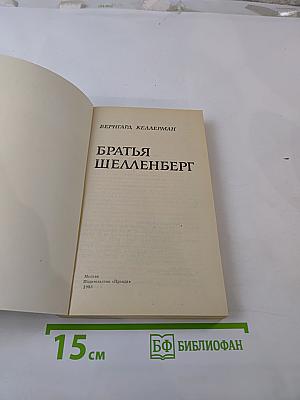 БЕРНГАРД КЕЛЛЕРМАН
БРАТЬЯ
ШЕЛЛЕНБЕРГ
Москва
Издательство «Правда»
15 см
БФ БИБЛИОФАН